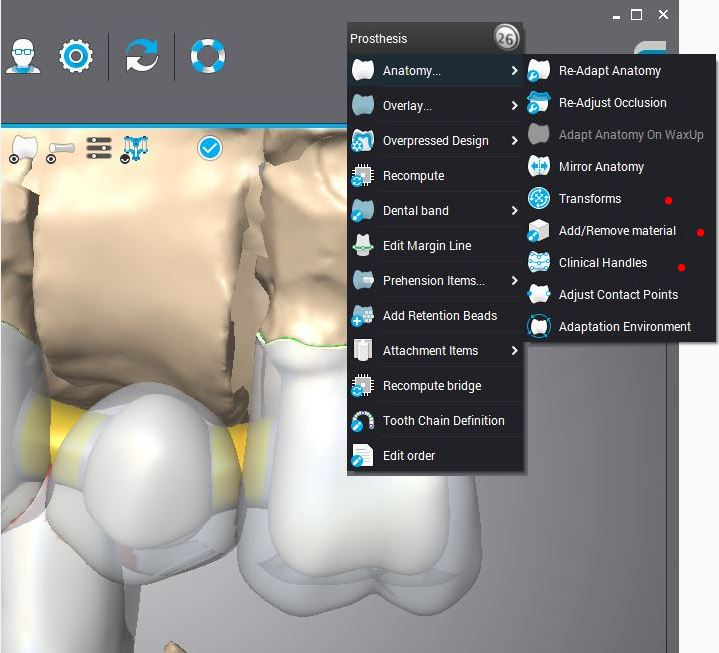 Prosthesis
26
Anatomy...
Overlay...
Overpressed Design
Recompute
Dental band
Edit Margin Line
Prehension Items...
Add Retention Beads
Attachment Items
Recompute bridge
Tooth Chain Definition
Edit order
Re-Adapt Anatomy
Re-Adjust Occlusion
Adapt Anatomy On WaxUp
Mirror Anatomy
Transforms
Add/Remove material
Clinical Handles
Adjust Contact Points
Adaptation Environment